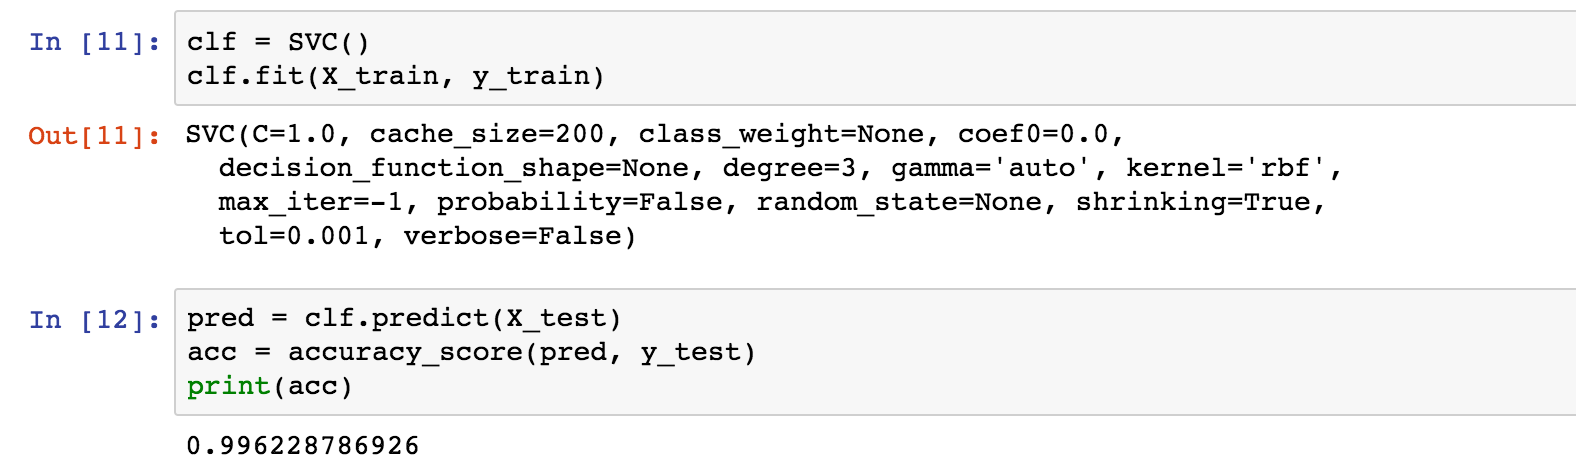 In [11]: clf = SVC()
clf.fit(X_train, y_train)
Out[11]: SVC(C=1.0, cache_size=200, class_weight=None, coef0=0.0,
decision_function_shape=None, degree=3, gamma='auto', kernel='rbf',
max_iter=-1, probability=False, random_state=None, shrinking=True,
tol=0.001, verbose=False)
In [12]: pred = clf.predict(X_test)
acc = accuracy_score(pred, y_test)
print(acc)
0.996228786926